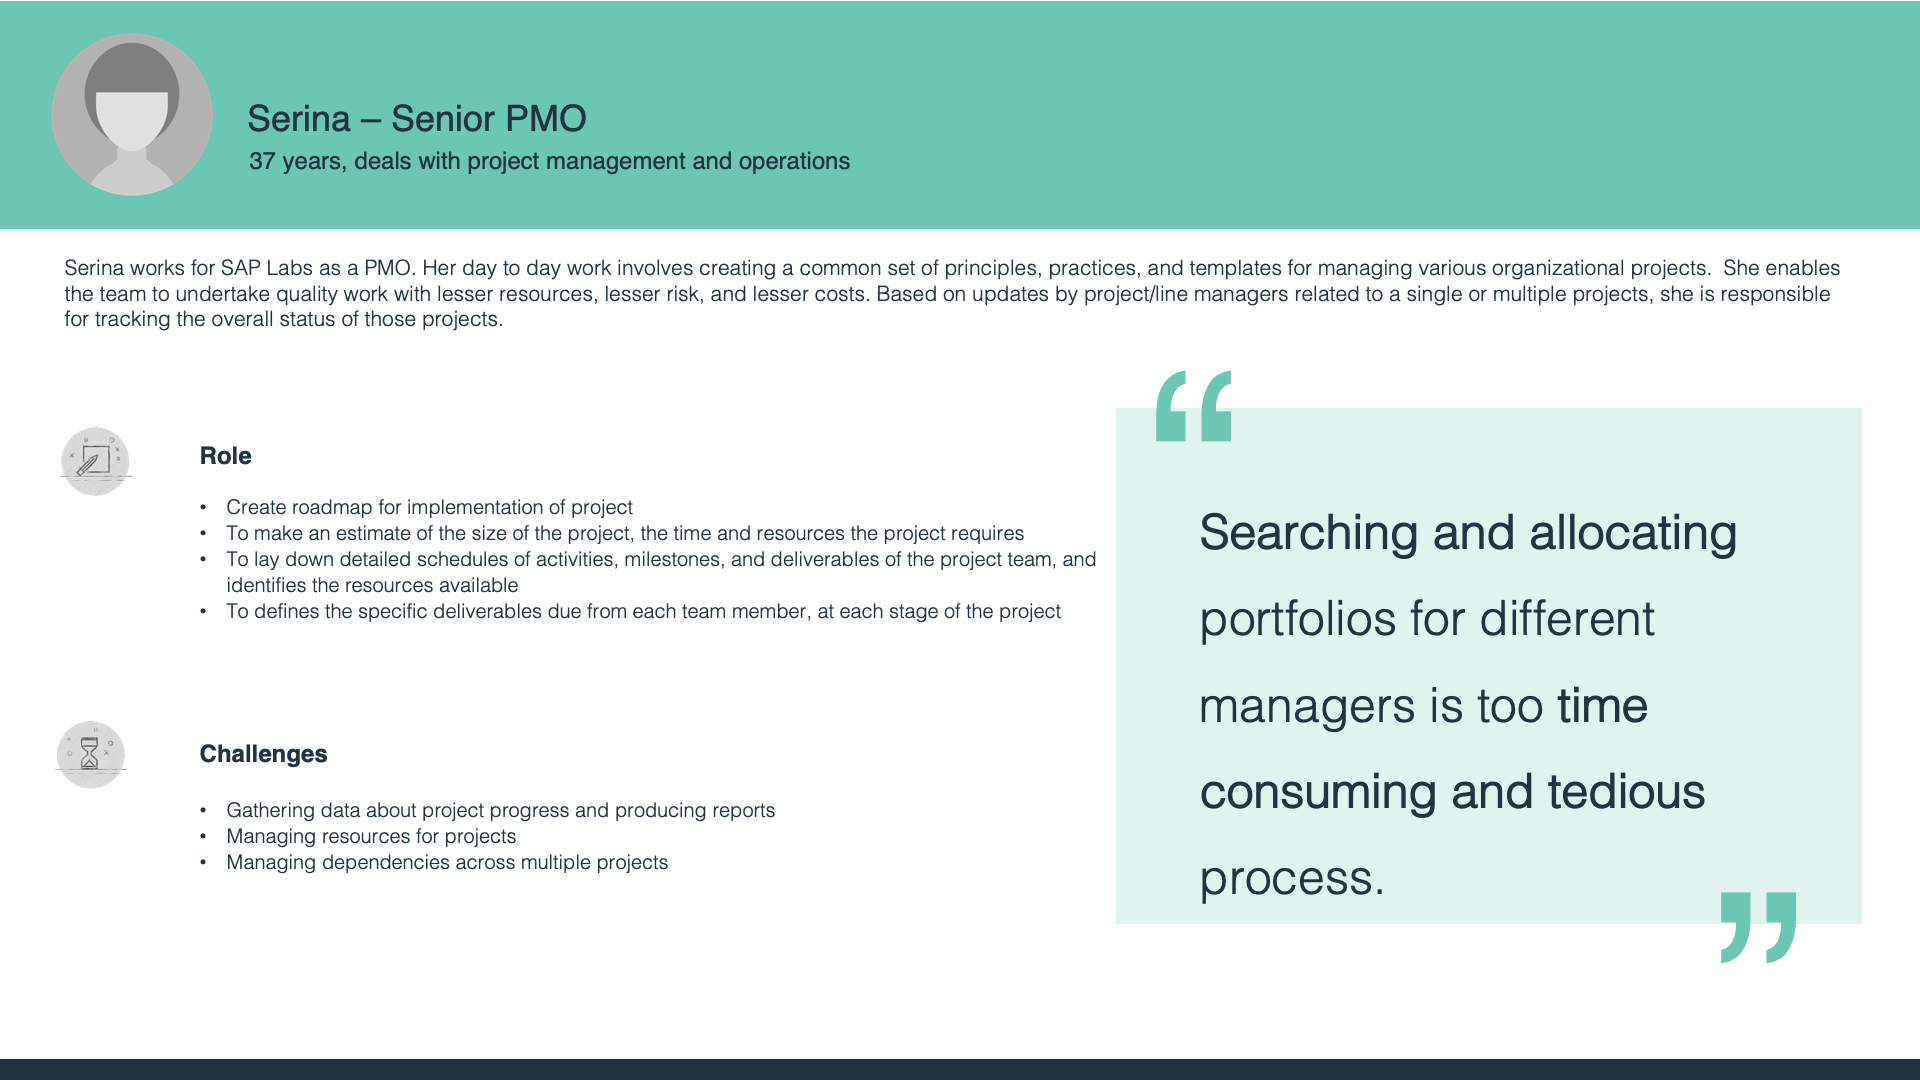 Serina – Senior PMO
37 years, deals with project management and operations
Serina works for SAP Labs as a PMO. Her day to day work involves creating a common set of principles, practices, and templates for managing various organizational projects.  She enables
the team to undertake quality work with lesser resources, lesser risk, and lesser costs. Based on updates by project/line managers related to a single or multiple projects, she is responsible
for tracking the overall status of those projects.
Role
• Create roadmap for implementation of project
• To make an estimate of the size of the project, the time and resources the project requires
• To lay down detailed schedules of activities, milestones, and deliverables of the project team, and
identifies the resources available
• To defines the specific deliverables due from each team member, at each stage of the project
Challenges
• Gathering data about project progress and producing reports
• Managing resources for projects
• Managing dependencies across multiple projects
“
Searching and allocating
portfolios for different
managers is too time
consuming and tedious
process.
”